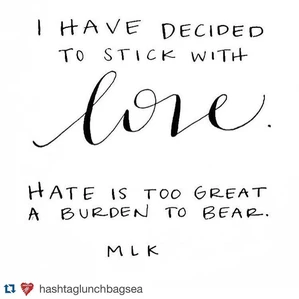 I HAVE DECIDED
TO STICK WITH
love.
HATE IS TOO GREAT
A BURDEN TO BEAR.
MLK
hashtaglunchbagsea